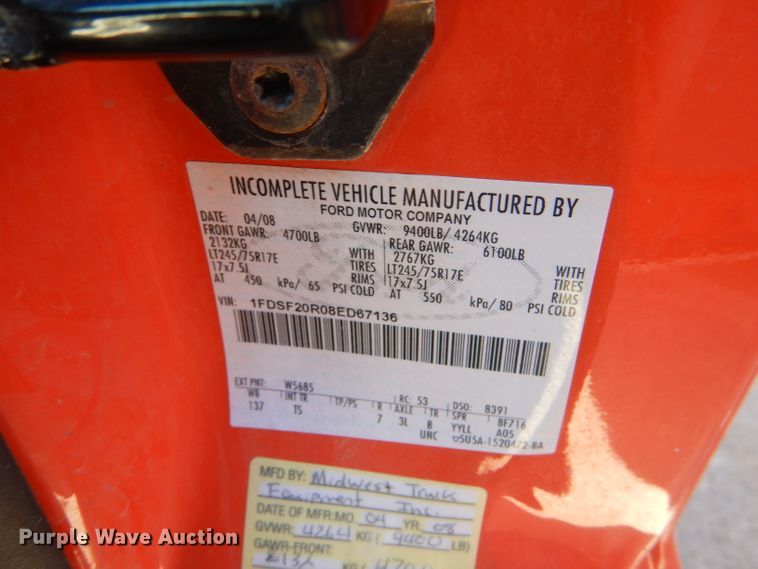 INCOMPLETE VEHICLE MANUFACTURED BY
FORD MOTOR COMPANY
DATE: 04/08 GVWR: 9400LB/ 4264KG
FRONT GAWR: 4700LB REAR GAWR: 6100LB
2132KG WITH 2767KG WITH
LT245/75R17E TIRES LT245/75R17E TIRES
17x7.5J RIMS 17x7.5J RIMS
AT 450 kPa/ 65 PSI COLD AT 550 kPa/ 80 PSI COLD
VIN: 1FDSF20R08ED67136
EXT PNT: W5685 RC: 53 DSO: 8391
WB INT TR TP/PS R AXLE TR SPR 8F716
137 TS 7 3L B YYLL A05
UNC 05U5A-1520472-BA
MFD BY: Midwest Truck
Equipment Inc.
DATE OF MFR: MO. 04 YR. 08
GVWR: 4264 KG ( 9400 LB)
GAWR-FRONT:
2132 KG (
Purple Wave Auction